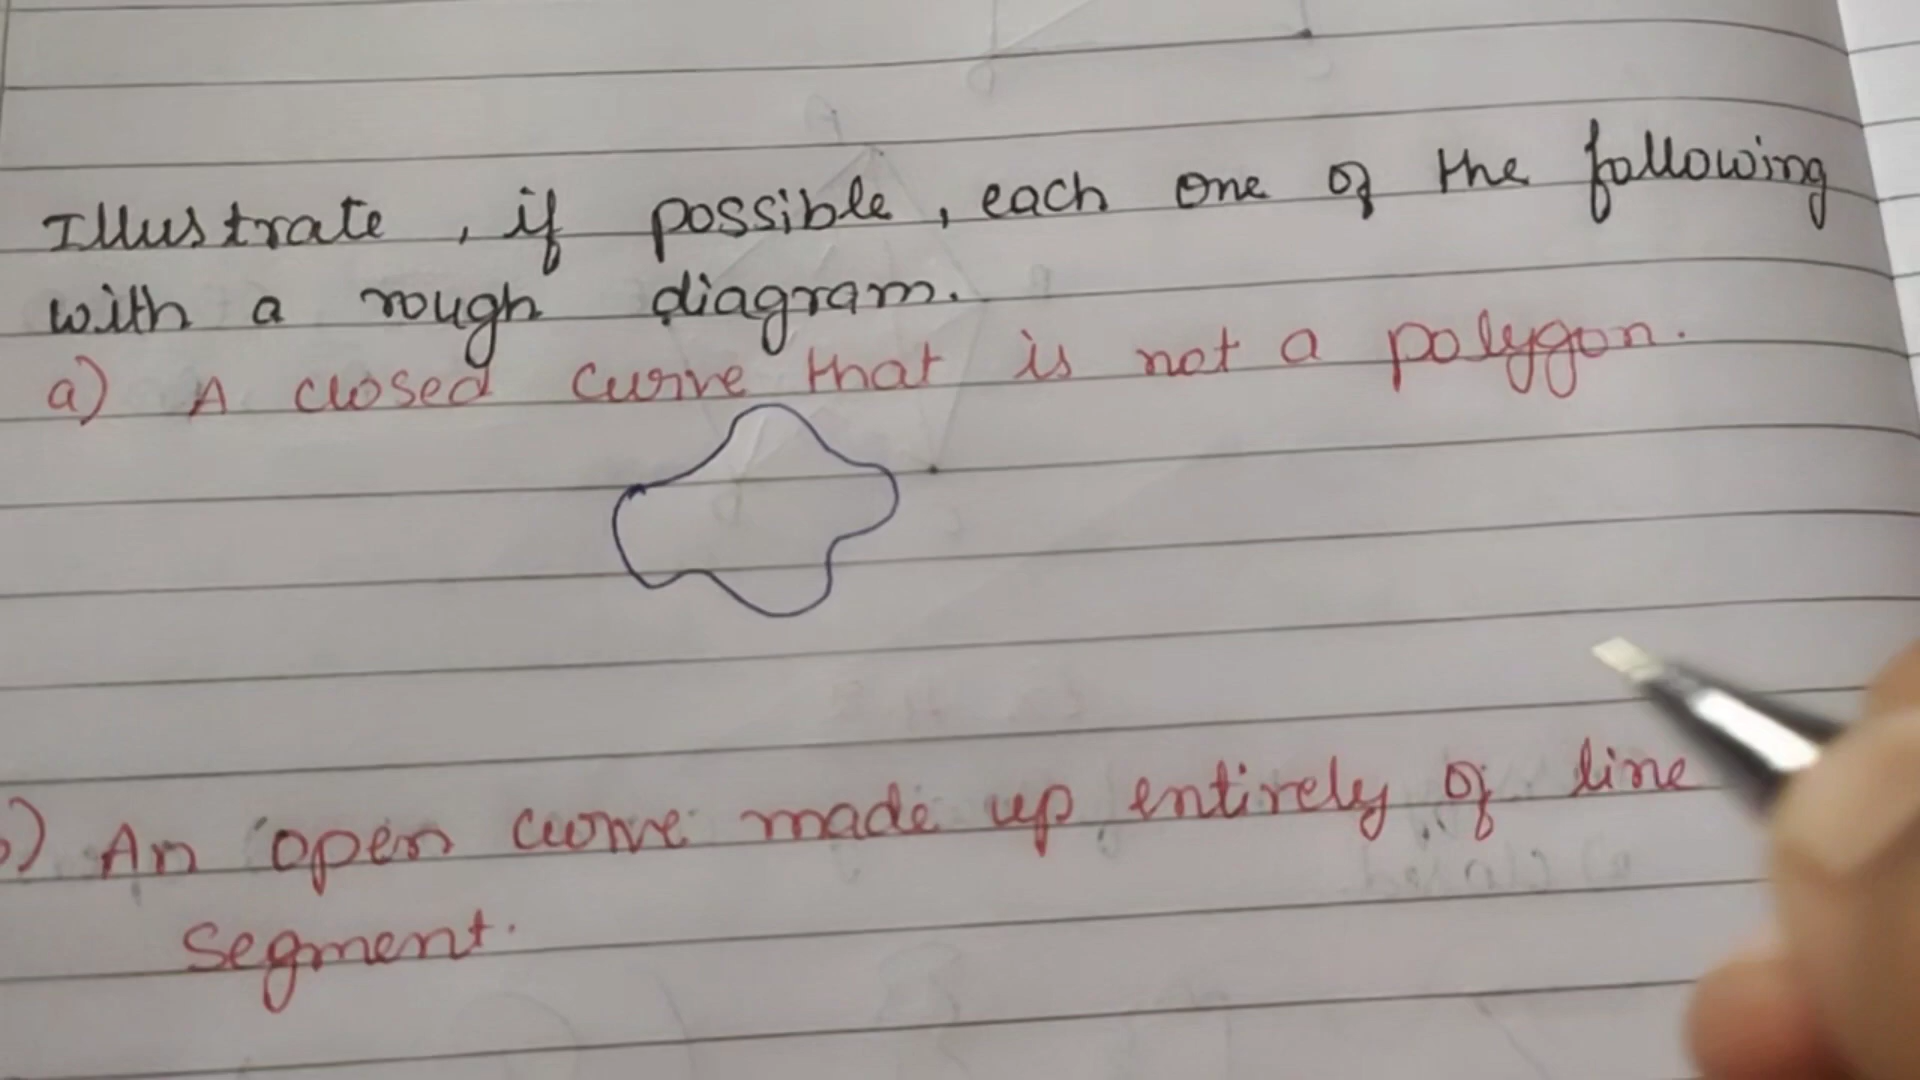 Illustrate , if possible , each one of the following
with a rough diagram.
a) A closed curve that is not a polygon.
b) An open curve made up entirely of line
segment.